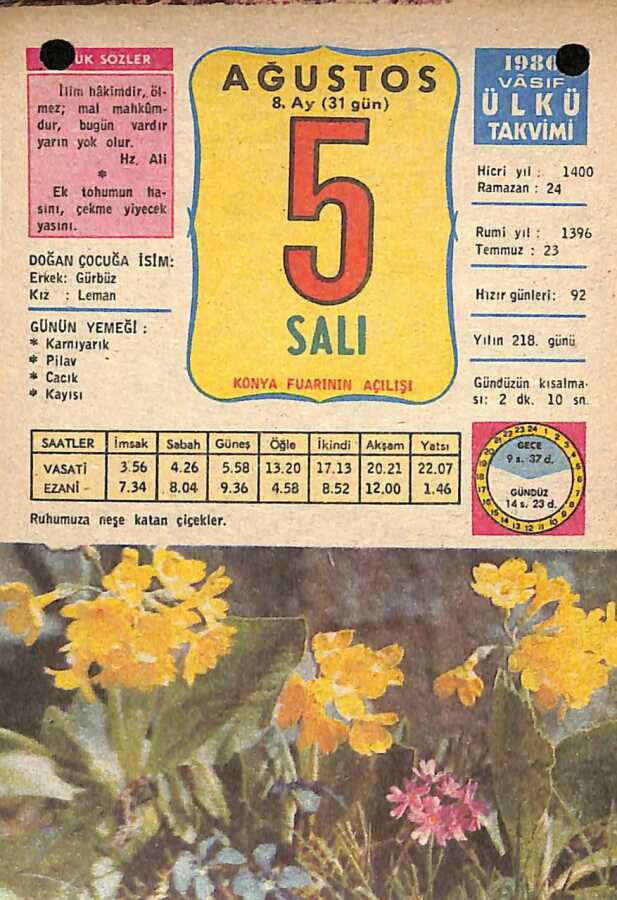 UK SÖZLER
İlim hâkimdir, öl-
mez; mal mahkûm-
dur, bugün vardır
yarın yok olur.
Hz. Ali
*
Ek tohumun ha-
sını, çekme yiyecek
yasını.
DOĞAN ÇOCUĞA İSİM:
Erkek: Gürbüz
Kız : Leman
GÜNÜN YEMEĞİ :
* Karnıyarık
* Pilav
* Cacık
* Kayısı
AĞUSTOS
8. Ay (31 gün)
5
SALI
KONYA FUARININ AÇILIŞI
1980
VÂSIF
ÜLKÜ
TAKVİMİ
Hicri yıl : 1400
Ramazan : 24
Rumi yıl : 1396
Temmuz : 23
Hızır günleri: 92
Yılın 218. günü
Gündüzün kısalma-
sı: 2 dk. 10 sn.
SAATLER İmsak Sabah Güneş Öğle İkindi Akşam Yatsı
VASATİ 3.56 4.26 5.58 13.20 17.13 20.21 22.07
EZANİ 7.34 8.04 9.36 4.58 8.52 12.00 1.46
GECE
9 s. 37 d.
GÜNDÜZ
14 s. 23 d.
Ruhumuza neşe katan çiçekler.